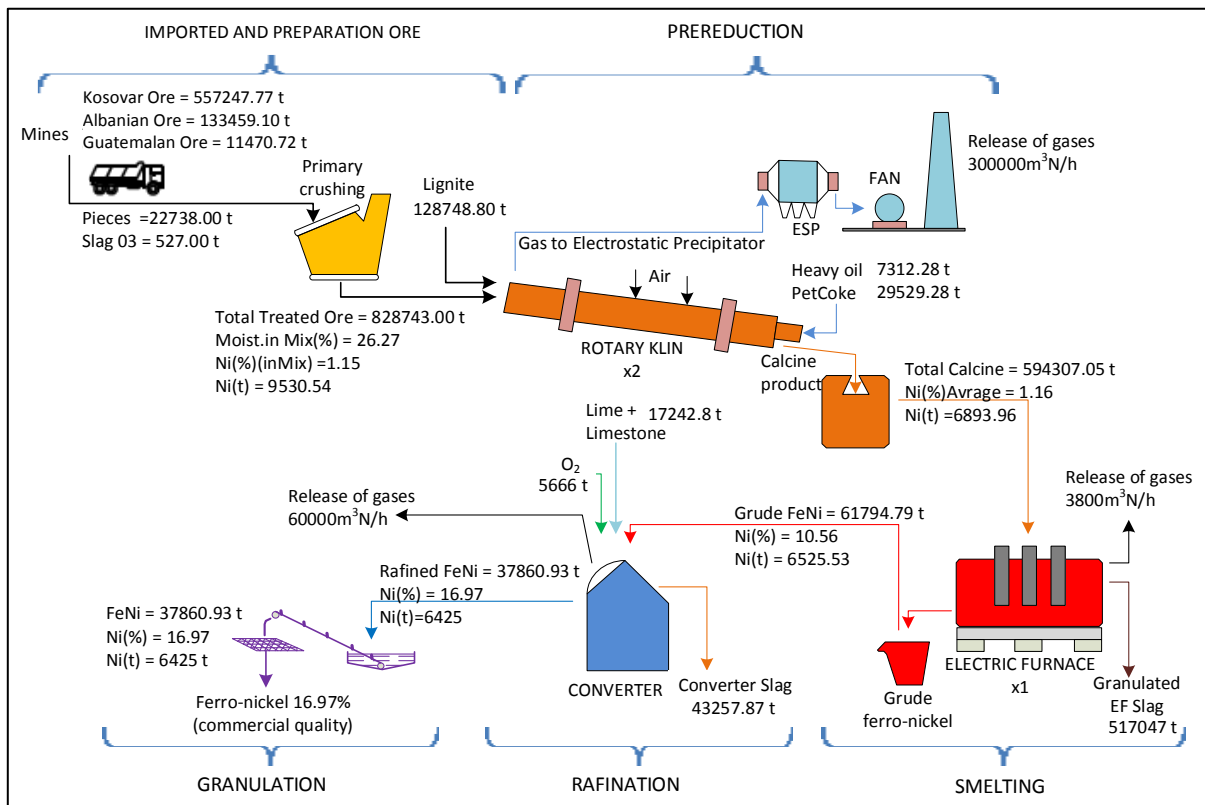 IMPORTED AND PREPARATION ORE
PREREDUCTION
Kosovar Ore = 557247.77 t
Albanian Ore = 133459.10 t
Guatemalan Ore = 11470.72 t
Mines
Pieces =22738.00 t
Slag 03 = 527.00 t
Primary
crushing
Lignite
128748.80 t
Gas to Electrostatic Precipitator
ESP
FAN
Release of gases
300000m³N/h
Air
Heavy oil 7312.28 t
PetCoke 29529.28 t
Total Treated Ore = 828743.00 t
Moist.in Mix(%) = 26.27
Ni(%)(inMix) =1.15
Ni(t) = 9530.54
ROTARY KLIN
x2
Calcine
product
Total Calcine = 594307.05 t
Ni(%)Avrage = 1.16
Ni(t) =6893.96
Lime + 17242.8 t
Limestone
O₂
5666 t
Release of gases
60000m³N/h
Grude FeNi = 61794.79 t
Ni(%) = 10.56
Ni(t) = 6525.53
Release of gases
3800m³N/h
Rafined FeNi = 37860.93 t
Ni(%) = 16.97
Ni(t)=6425
FeNi = 37860.93 t
Ni(%) = 16.97
Ni(t) = 6425 t
Ferro-nickel 16.97%
(commercial quality)
CONVERTER
Converter Slag
43257.87 t
Grude
ferro-nickel
ELECTRIC FURNACE
x1
Granulated
EF Slag
517047 t
GRANULATION
RAFINATION
SMELTING